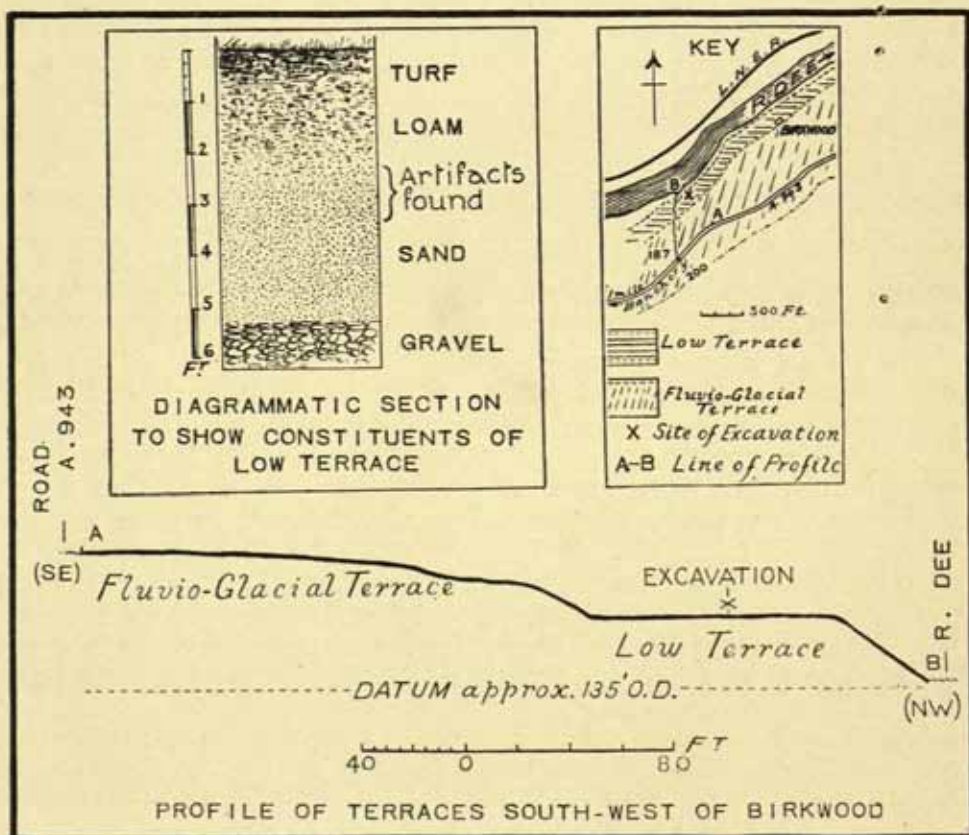 TURF
LOAM
Artifacts
found
SAND
GRAVEL
1
2
3
4
5
6
FT
DIAGRAMMATIC SECTION
TO SHOW CONSTITUENTS OF
LOW TERRACE
KEY
L.N.E.R.
R. DEE
BIRKWOOD
B
X
A
A 943
187
Banchory
200
500 Ft.
Low Terrace
Fluvio-Glacial
Terrace
X Site of Excavation
A-B Line of Profile
ROAD
A.943
A
(SE)
Fluvio-Glacial Terrace
EXCAVATION
X
Low Terrace
R. DEE
B
(NW)
DATUM approx. 135' O.D.
FT
40 0 80
PROFILE OF TERRACES SOUTH-WEST OF BIRKWOOD